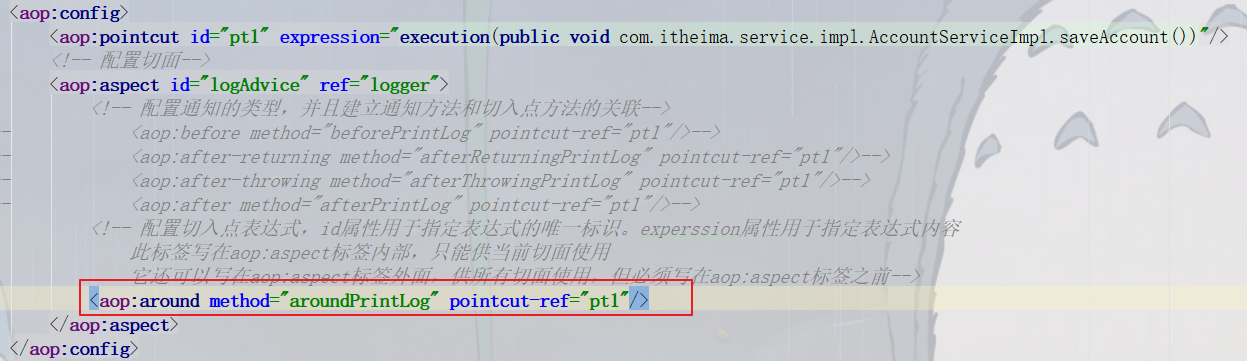 <aop:config>
<aop:pointcut id="pt1" expression="execution(public void com.itheima.service.impl.AccountServiceImpl.saveAccount())"/>
<!-- 配置切面-->
<aop:aspect id="logAdvice" ref="logger">
<!-- 配置通知的类型，并且建立通知方法和切入点方法的关联-->
<aop:before method="beforePrintLog" pointcut-ref="pt1"/>-->
<aop:after-returning method="afterReturningPrintLog" pointcut-ref="pt1"/>-->
<aop:after-throwing method="afterThrowingPrintLog" pointcut-ref="pt1"/>-->
<aop:after method="afterPrintLog" pointcut-ref="pt1"/>-->
<!-- 配置切入点表达式，id属性用于指定表达式的唯一标识。experssion属性用于指定表达式内容
此标签写在aop:aspect标签内部，只能供当前切面使用
它还可以写在aop:aspect标签外面，供所有切面使用，但必须写在aop:aspect标签之前-->
<aop:around method="aroundPrintLog" pointcut-ref="pt1"/>
</aop:aspect>
</aop:config>